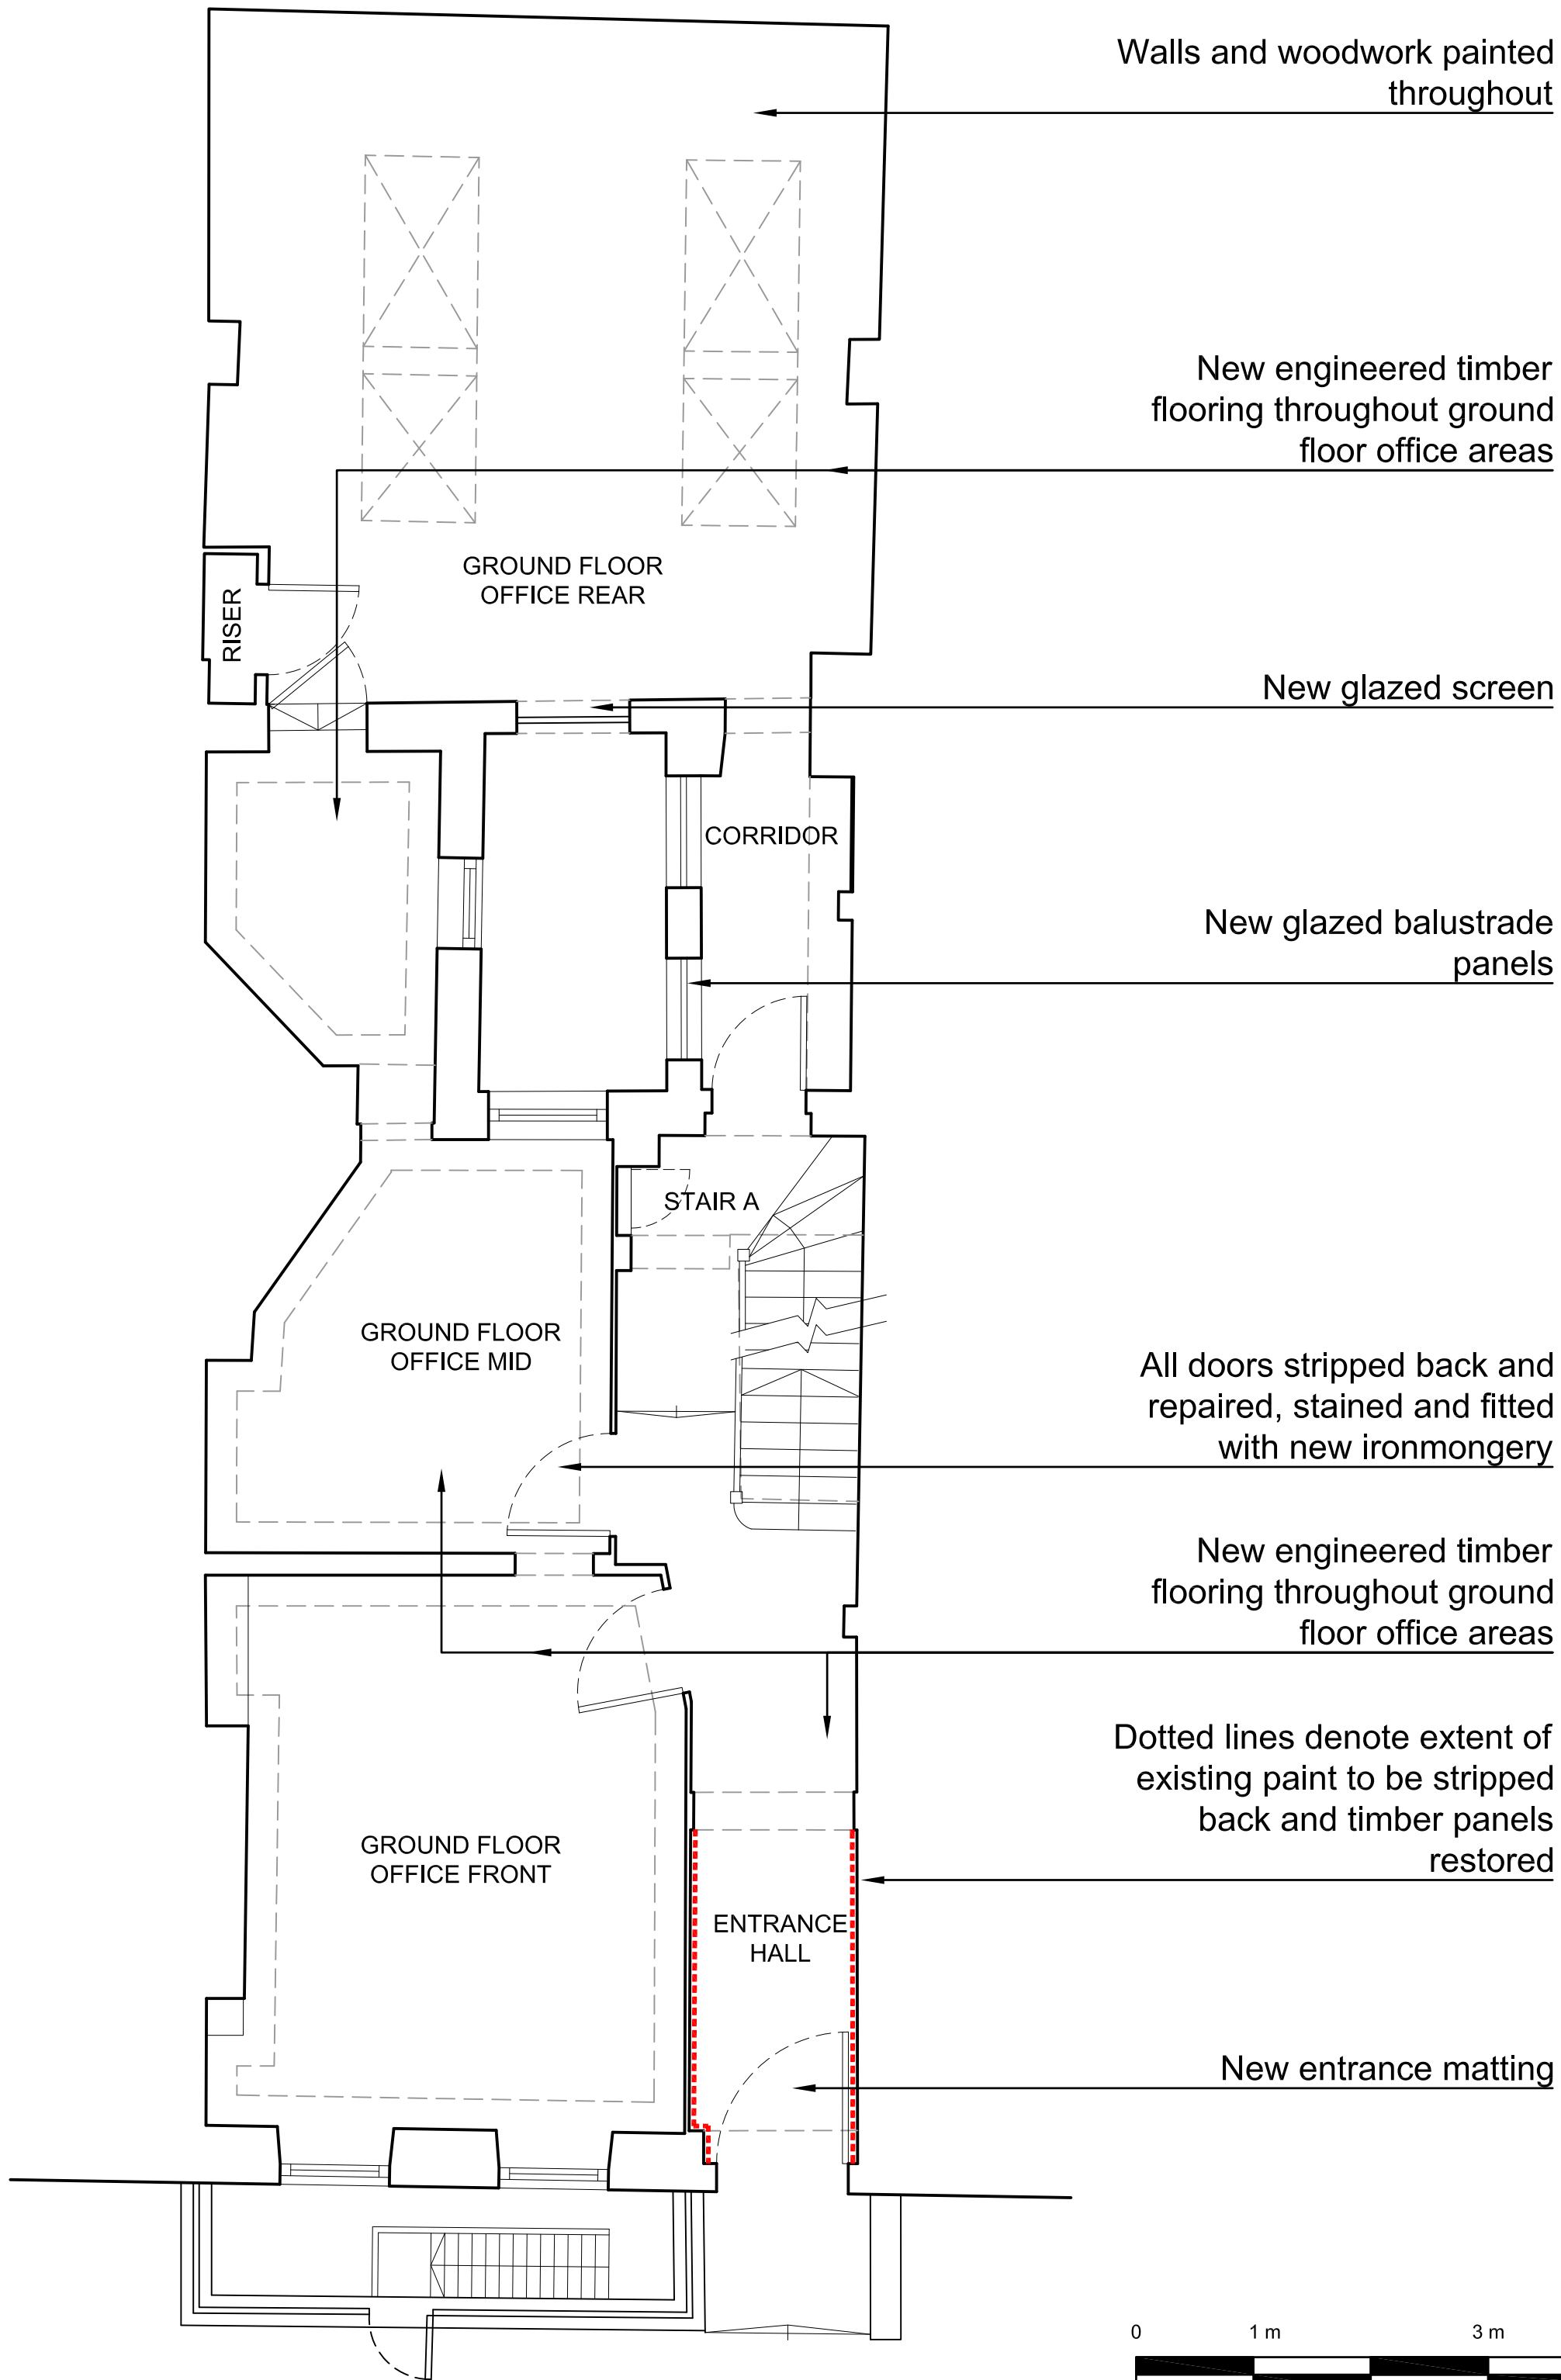 Walls and woodwork painted
throughout
New engineered timber
flooring throughout ground
floor office areas
GROUND FLOOR
OFFICE REAR
RISER
New glazed screen
CORRIDOR
New glazed balustrade
panels
STAIR A
GROUND FLOOR
OFFICE MID
All doors stripped back and
repaired, stained and fitted
with new ironmongery
New engineered timber
flooring throughout ground
floor office areas
Dotted lines denote extent of
existing paint to be stripped
back and timber panels
restored
GROUND FLOOR
OFFICE FRONT
ENTRANCE
HALL
New entrance matting
0 1 m 3 m